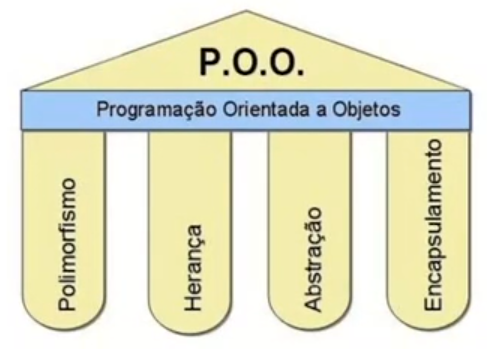 P.O.O.
Programação Orientada a Objetos
Polimorfismo
Herança
Abstração
Encapsulamento